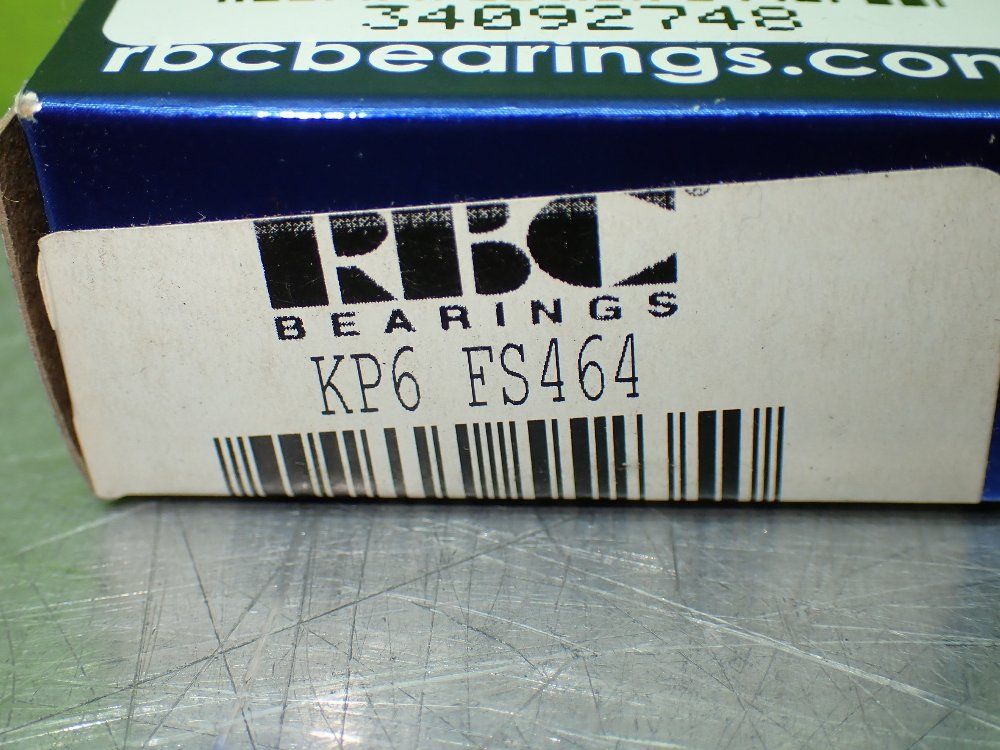 34092748
rbcbearings.com
RBC®
BEARINGS
KP6 FS464